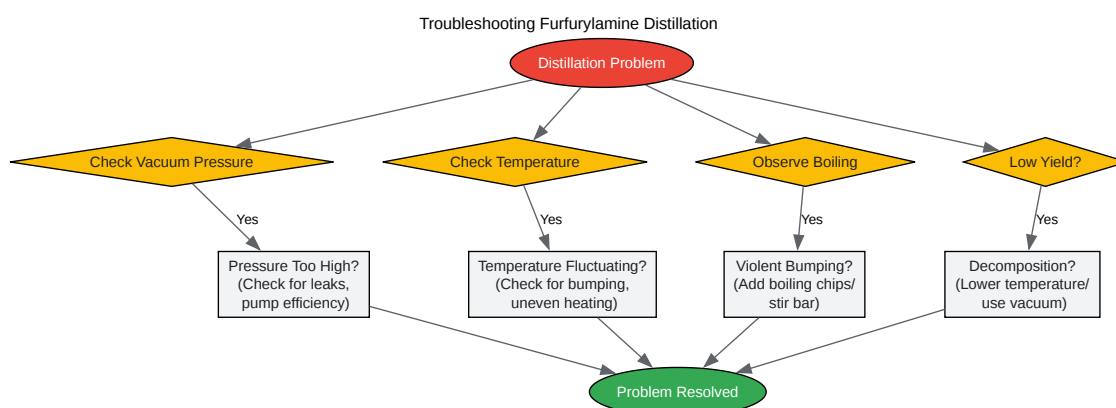 Troubleshooting Furfurylamine Distillation
Distillation Problem
Check Vacuum Pressure
Check Temperature
Observe Boiling
Low Yield?
Yes
Yes
Yes
Yes
Pressure Too High?
(Check for leaks,
pump efficiency)
Temperature Fluctuating?
(Check for bumping,
uneven heating)
Violent Bumping?
(Add boiling chips/
stir bar)
Decomposition?
(Lower temperature/
use vacuum)
Problem Resolved